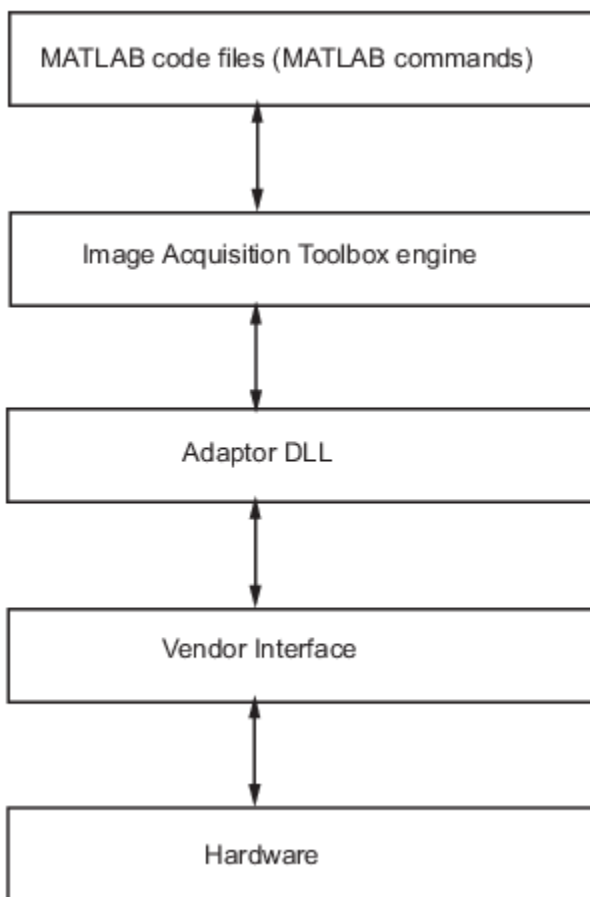 MATLAB code files (MATLAB commands)
Image Acquisition Toolbox engine
Adaptor DLL
Vendor Interface
Hardware